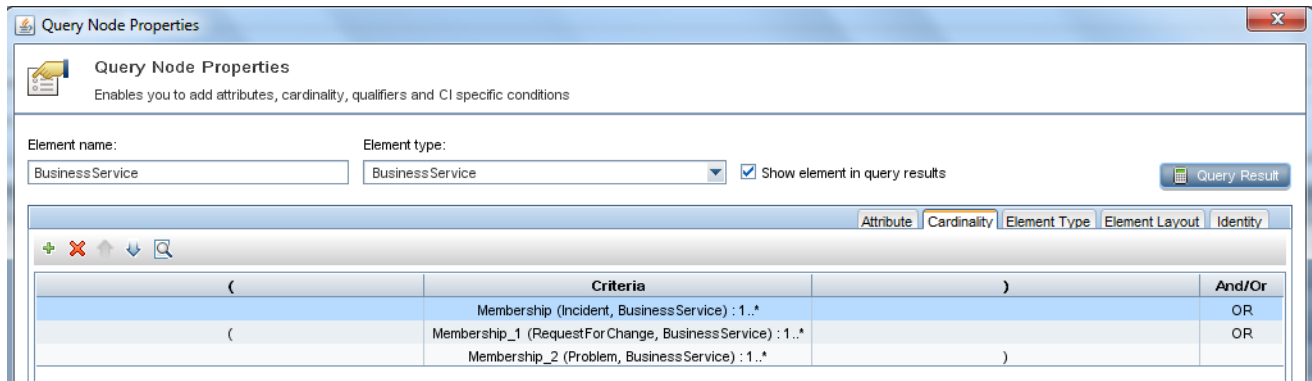 Query Node Properties
Query Node Properties
Enables you to add attributes, cardinality, qualifiers and CI specific conditions
Element name: Element type:
BusinessService BusinessService Show element in query results Query Result
Attribute Cardinality Element Type Element Layout Identity
( Criteria ) And/Or
Membership (Incident, BusinessService) : 1..* OR
( Membership_1 (RequestForChange, BusinessService) : 1..* OR
Membership_2 (Problem, BusinessService) : 1..* )